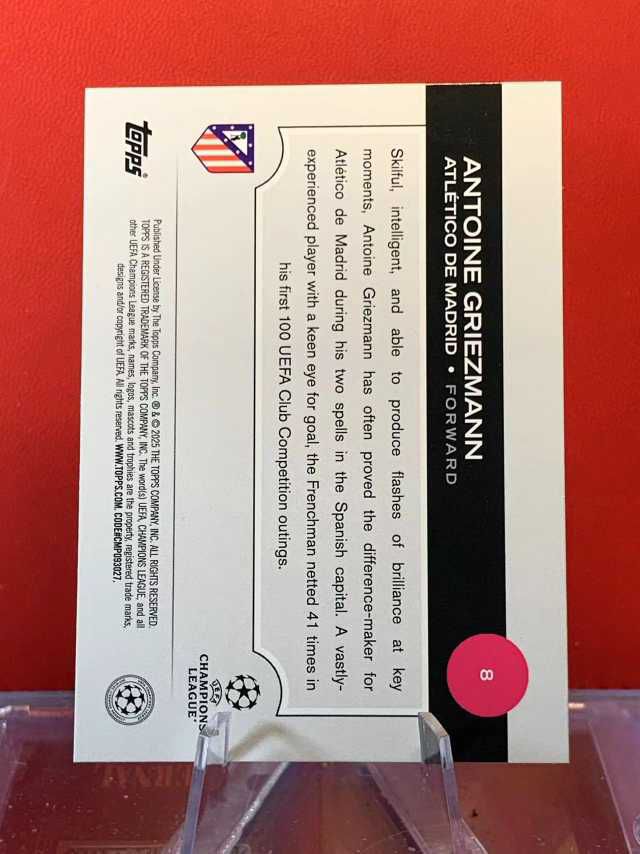 ANTOINE GRIEZMANN
ATLÉTICO DE MADRID • FORWARD
8
Skilful, intelligent, and able to produce flashes of brilliance at key
moments, Antoine Griezmann has often proved the difference-maker for
Atlético de Madrid during his two spells in the Spanish capital. A vastly-
experienced player with a keen eye for goal, the Frenchman netted 41 times in
his first 100 UEFA Club Competition outings.
UEFA
CHAMPIONS
LEAGUE
topps®
Published Under License by The Topps Company, Inc. ® & © 2025 THE TOPPS COMPANY, INC. ALL RIGHTS RESERVED.
TOPPS IS A REGISTERED TRADEMARK OF THE TOPPS COMPANY, INC. The word(s) UEFA, CHAMPIONS LEAGUE, and all
other UEFA Champions League marks, names, logos, mascots and trophies are the property, registered trade marks,
designs and/or copyright of UEFA. All rights reserved. WWW.TOPPS.COM. CODE#CMP093027.